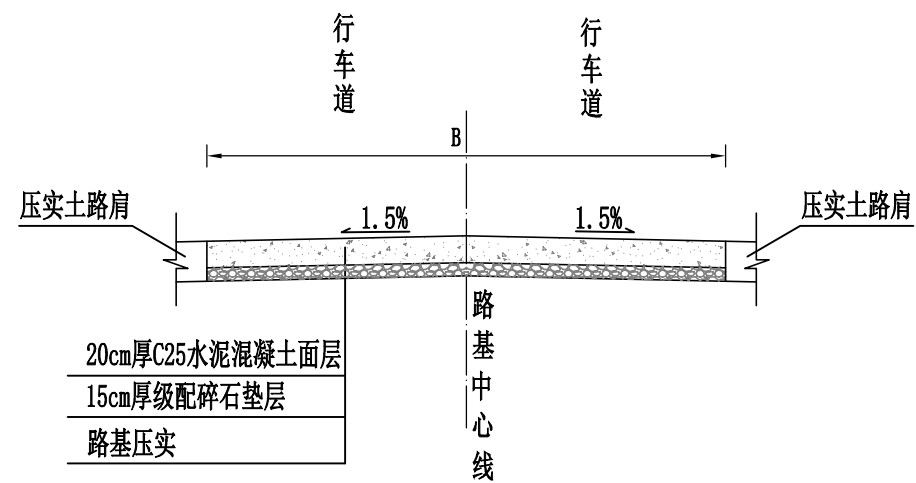 行车道
行车道
B
压实土路肩
1.5%
1.5%
压实土路肩
路基中心线
20cm厚C25水泥混凝土面层
15cm厚级配碎石垫层
路基压实